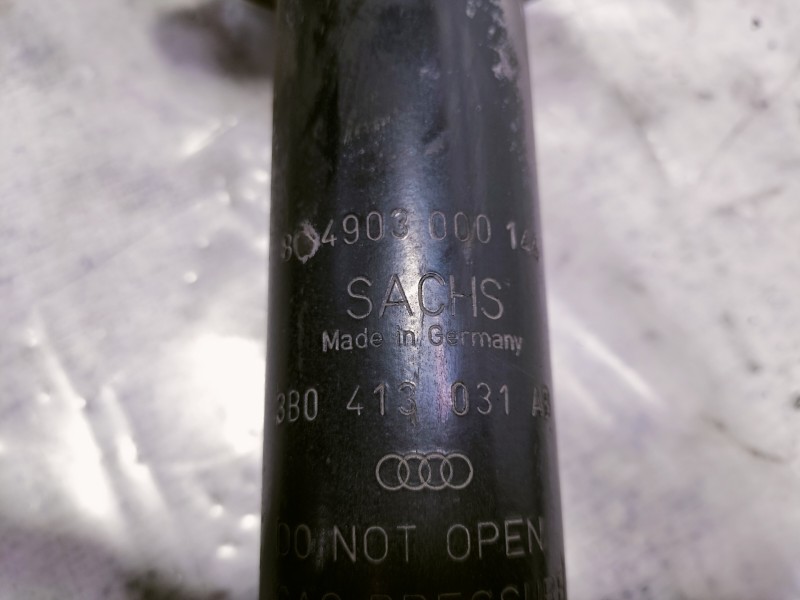 4903 000
SACHS
Made in Germany
3B0 413 031
DO NOT OPEN